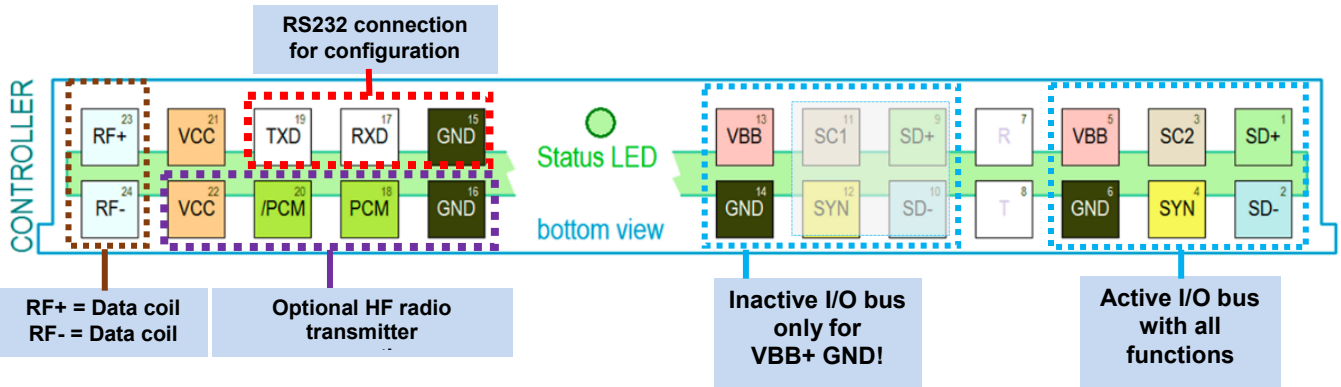 RS232 connection
for configuration
CONTROLLER
23 21 19 17 15 13 11 9 7 5 3 1
RF+ VCC TXD RXD GND VBB SC1 SD+ R VBB SC2 SD+
Status LED
24 22 20 18 16 14 12 10 8 6 4 2
RF- VCC /PCM PCM GND GND SYN SD- T GND SYN SD-
bottom view
RF+ = Data coil
RF- = Data coil
Optional HF radio
transmitter
Inactive I/O bus
only for
VBB+ GND!
Active I/O bus
with all
functions